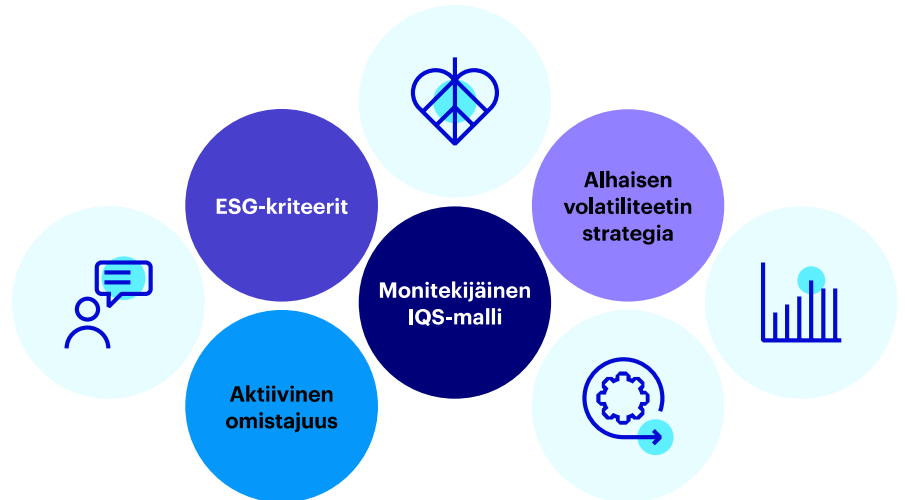 ESG-kriteerit
Alhaisen
volatiliteetin
strategia
Monitekijäinen
IQS-malli
Aktiivinen
omistajuus